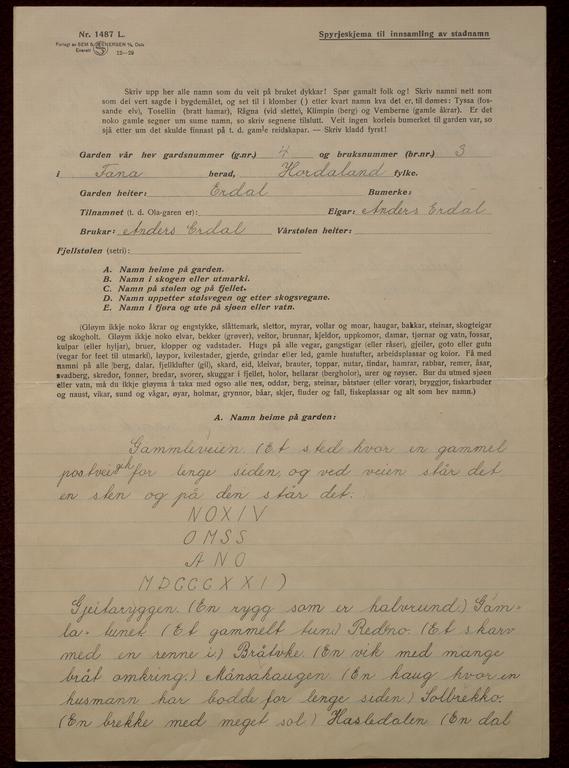 Nr. 1487 L.
Spyrjeskjema til innsamling av stadnamn
Forlagt av SEM & STENERSEN A/S, Oslo
Enerett S 12—29
Skriv upp her alle namn som du veit på bruket dykkar! Spør gamalt folk og! Skriv namni nett som
som dei vert sagde i bygdemålet, og set til i klomber ( ) etter kvart namn kva det er, til dømes: Tyssa (fos-
sande elv), Tosellin (bratt hamar), Rågna (vid slette), Klimpin (berg) og Vemberne (gamle åkrar). Er det
noko gamle segner um sume namn, so skriv segnene tilslutt. Veit ingen korleis bumerket til garden var, so
sjå etter um det skulde finnast på t. d. gamle reidskapar. — Skriv kladd fyrst!
Garden vår hev gardsnummer (g.nr.) 4 og bruksnummer (br.nr.) 3
i Fana herad, Hordaland fylke.
Garden heiter: Erdal Bumerke:
Tilnamnet (t. d. Ola-garen er): Eigar: Anders Erdal
Brukar: Anders Erdal Vårstølen heiter:
Fjellstølen (setri):
A. Namn heime på garden.
B. Namn i skogen eller utmarki.
C. Namn på stølen og på fjellet.
D. Namn uppetter stølsvegen og etter skogsvegane.
E. Namn i fjøra og ute på sjøen eller vatn.
(Gløym ikkje noko åkrar og engstykke, slåttemark, slettor, myrar, vollar og moar, haugar, bakkar, steinar, skogteigar
og skogholt. Gløym ikkje noko elvar, bekker (grøver), veitor, brunnar, kjeldor, uppkomor, damar, tjørnar og vatn, fossar,
kulpar (eller hyljar), bruer, klopper og vadstader. Hugs på alle vegar, gangstigar (eller råser), gjeiler, goto eller gutu
(vegar for feet til utmarki), løypor, kvilestader, gjerde, grindar eller led, gamle hustufter, arbeidsplassar og koior. Få med
namni på alle berg, dalar, fjellklufter (gil), skard, eid, kleivar, brauter, toppar, nutar, tindar, hamrar, rabbar, remer, åsar,
svadberg, skredor, fonner, bredar, svorer, skuggar i fjellet, holor, hellarar (bergholor), urer og røyser. Bur du utmed sjøen
eller vatn, må du ikkje gløyma å taka med ogso alle nes, oddar, berg, steinar, båtstøer (eller vorar), bryggjor, fiskarbuder
og naust, vikar, sund og vågar, øyar, holmar, grynnor, båar, skjer, fluder og fall, fiskeplassar og alt som hev namn.)
A. Namn heime på garden:
Gammleveien. (Et sted hvor en gammel
postvei gik for lenge siden, og ved veien står det
en sten og på den står det:
NOXIV
OMSS
ANO
MDCCCXXI)
Gjeitaryggen. (En rygg som er halvrund.) Gam-
la-tunet. (Et gammelt tun.) Redno. (Et skarv
med en renne i) Bråtvke. (En vik med mange
bråt omkring.) Månsahaugen. (En haug hvor en
husmann har bodde for lenge siden.) Solbrekko.
(En brekke med meget sol.) Hasledalen. (En dal